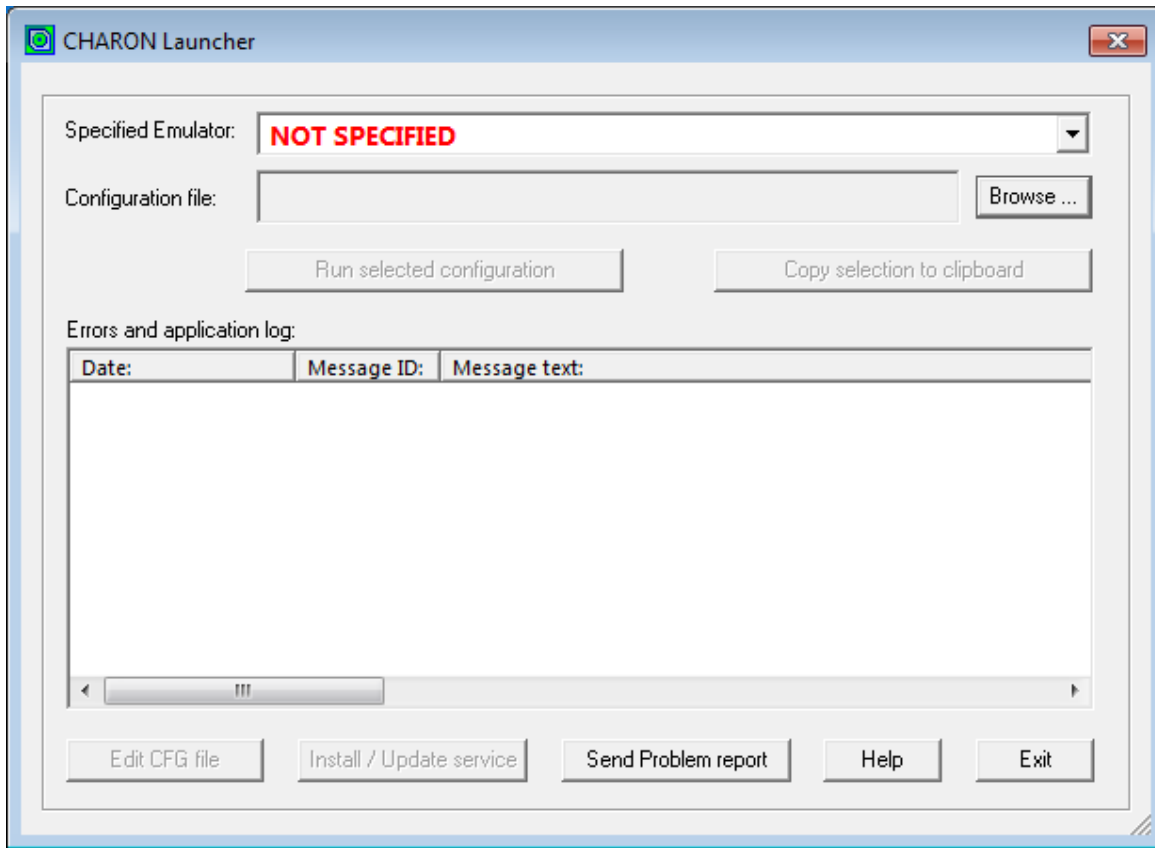 CHARON Launcher
Specified Emulator: NOT SPECIFIED
Configuration file: Browse ...
Run selected configuration Copy selection to clipboard
Errors and application log:
Date: Message ID: Message text:
Edit CFG file Install / Update service Send Problem report Help Exit